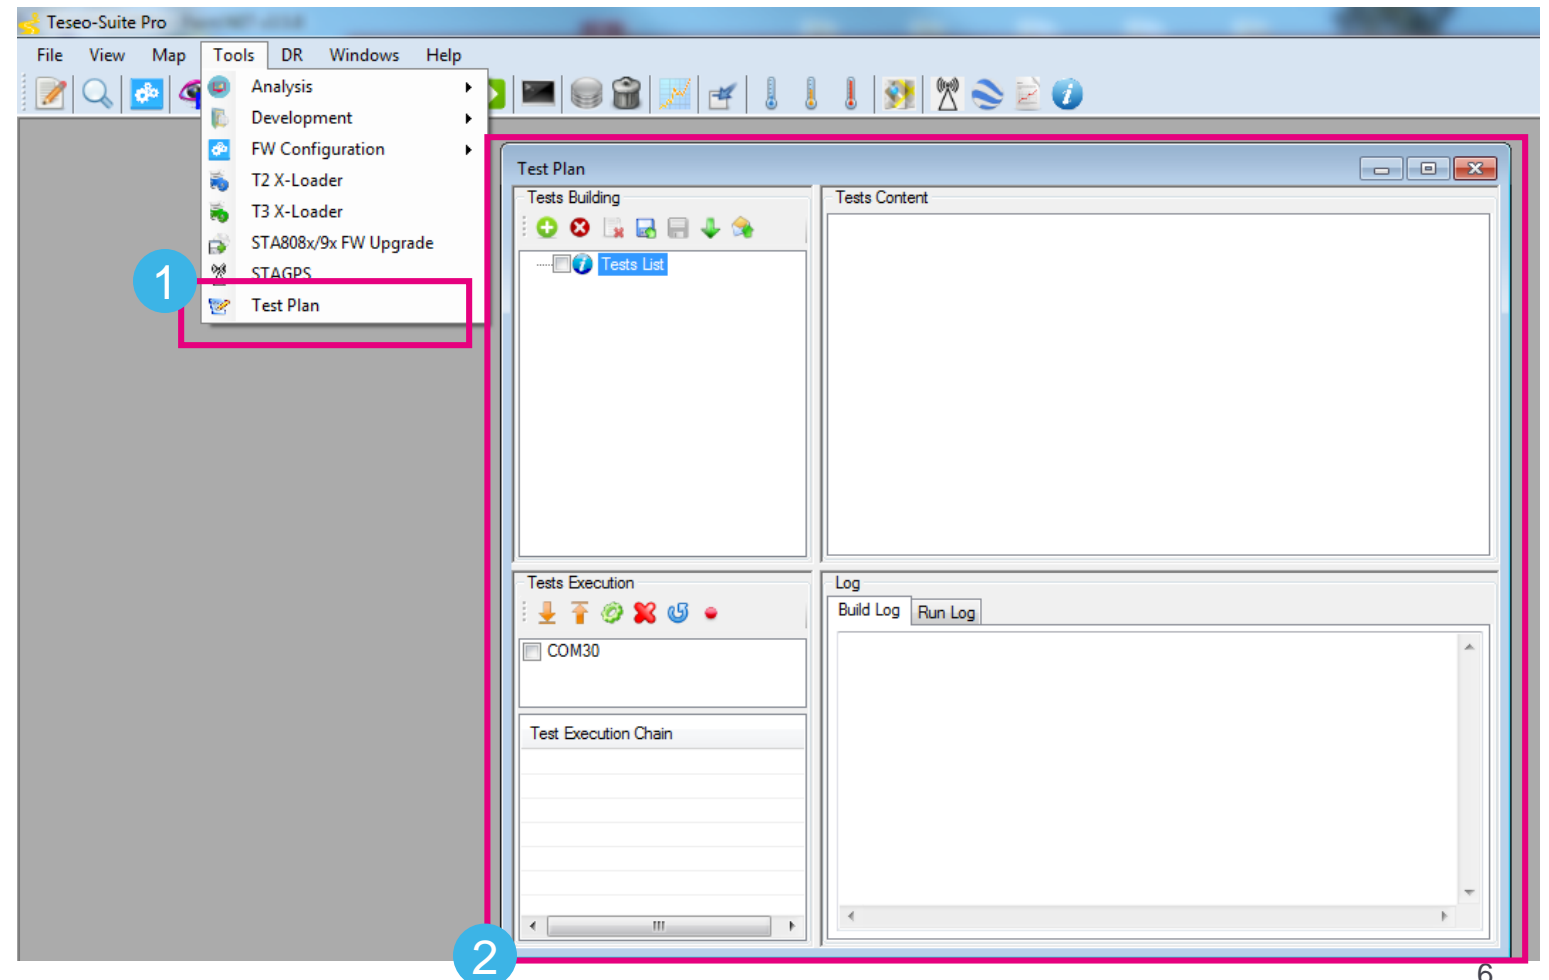 Teseo-Suite Pro
File View Map Tools DR Windows Help
Analysis
Development
FW Configuration
T2 X-Loader
T3 X-Loader
STA808x/9x FW Upgrade
STAGPS
Test Plan
1
Test Plan
Tests Building
Tests List
Tests Content
Tests Execution
COM30
Test Execution Chain
Log
Build Log Run Log
2
6